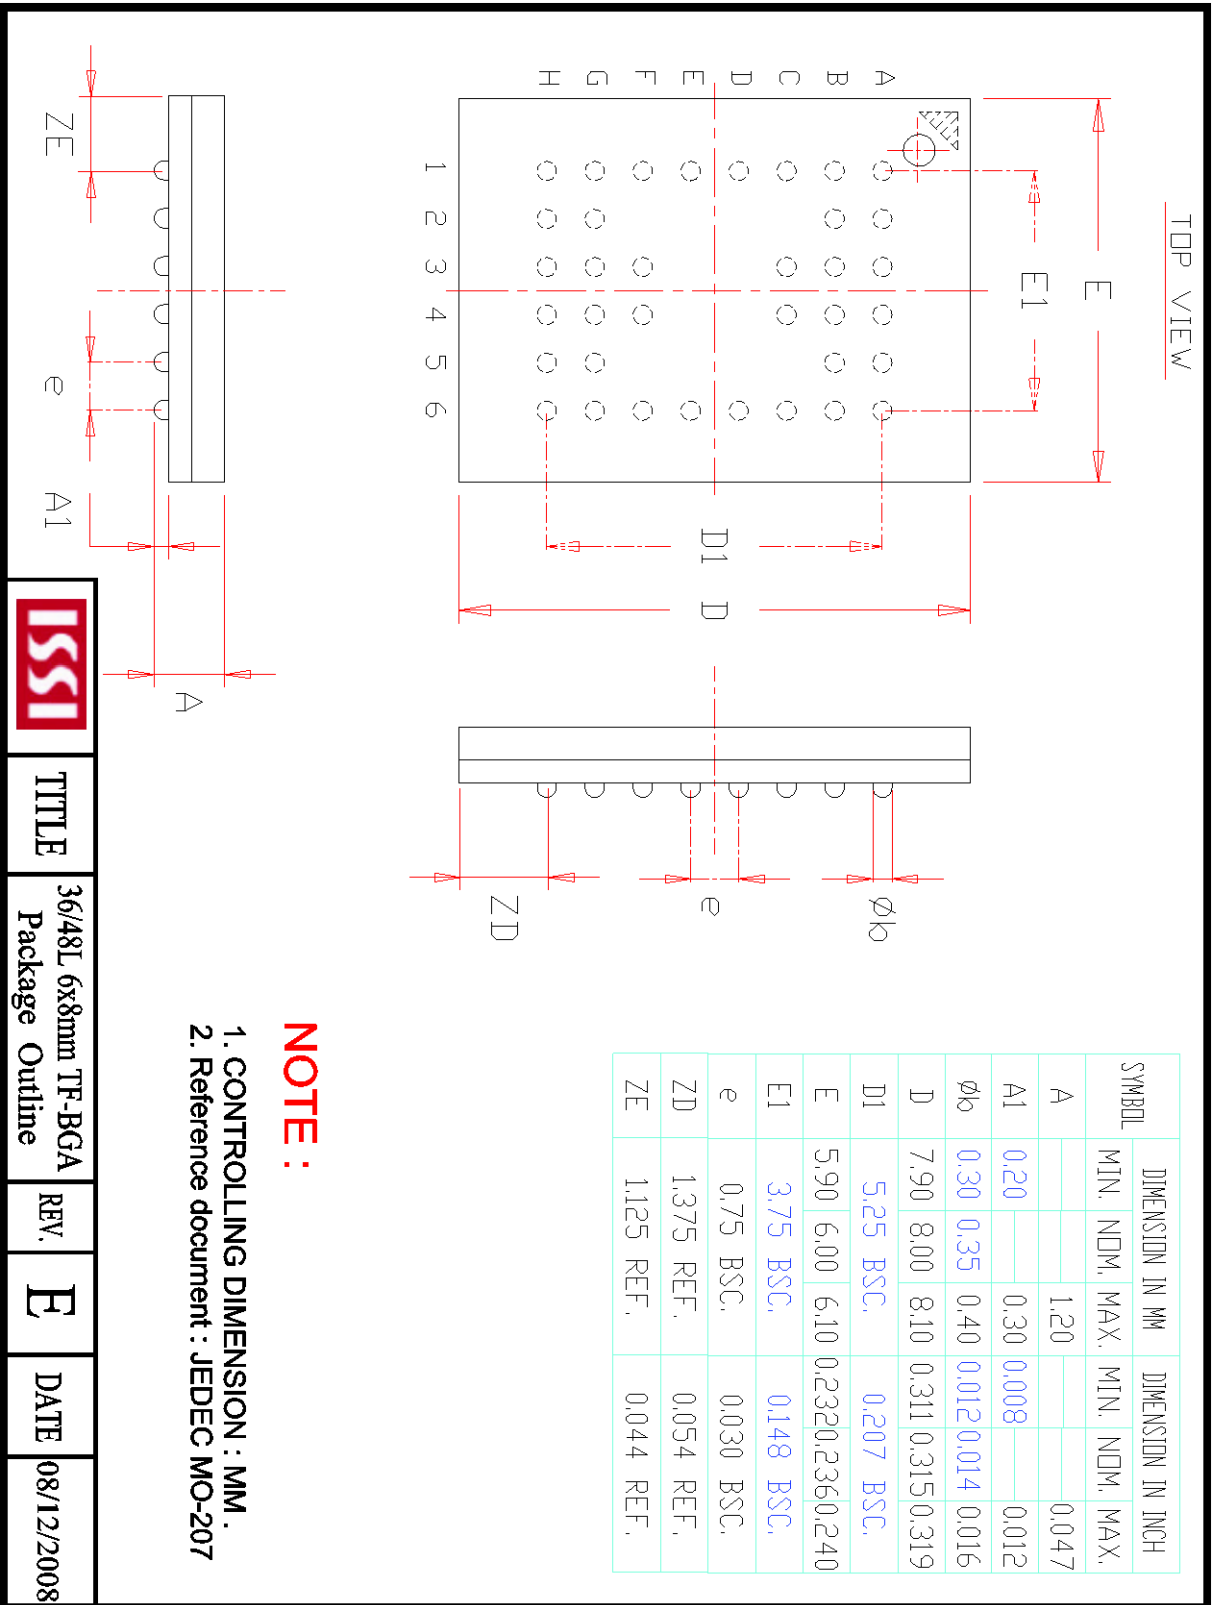 TOP VIEW
E
E1
A
B
C
D
E
F
G
H
1
2
3
4
5
6
D1
D
ZE
e
A1
A
Øb
e
ZD
SYMBOL DIMENSION IN MM DIMENSION IN INCH
MIN. NOM. MAX. MIN. NOM. MAX.
A 1.20 0.047
A1 0.20 0.30 0.008 0.012
Øb 0.30 0.35 0.40 0.012 0.014 0.016
D 7.90 8.00 8.10 0.311 0.315 0.319
D1 5.25 BSC. 0.207 BSC.
E 5.90 6.00 6.10 0.232 0.236 0.240
E1 3.75 BSC. 0.148 BSC.
e 0.75 BSC. 0.030 BSC.
ZD 1.375 REF. 0.054 REF.
ZE 1.125 REF. 0.044 REF.
NOTE :
1. CONTROLLING DIMENSION : MM .
2. Reference document : JEDEC MO-207
ISSI
TITLE
36/48L 6x8mm TF-BGA
Package Outline
REV.
E
DATE
08/12/2008